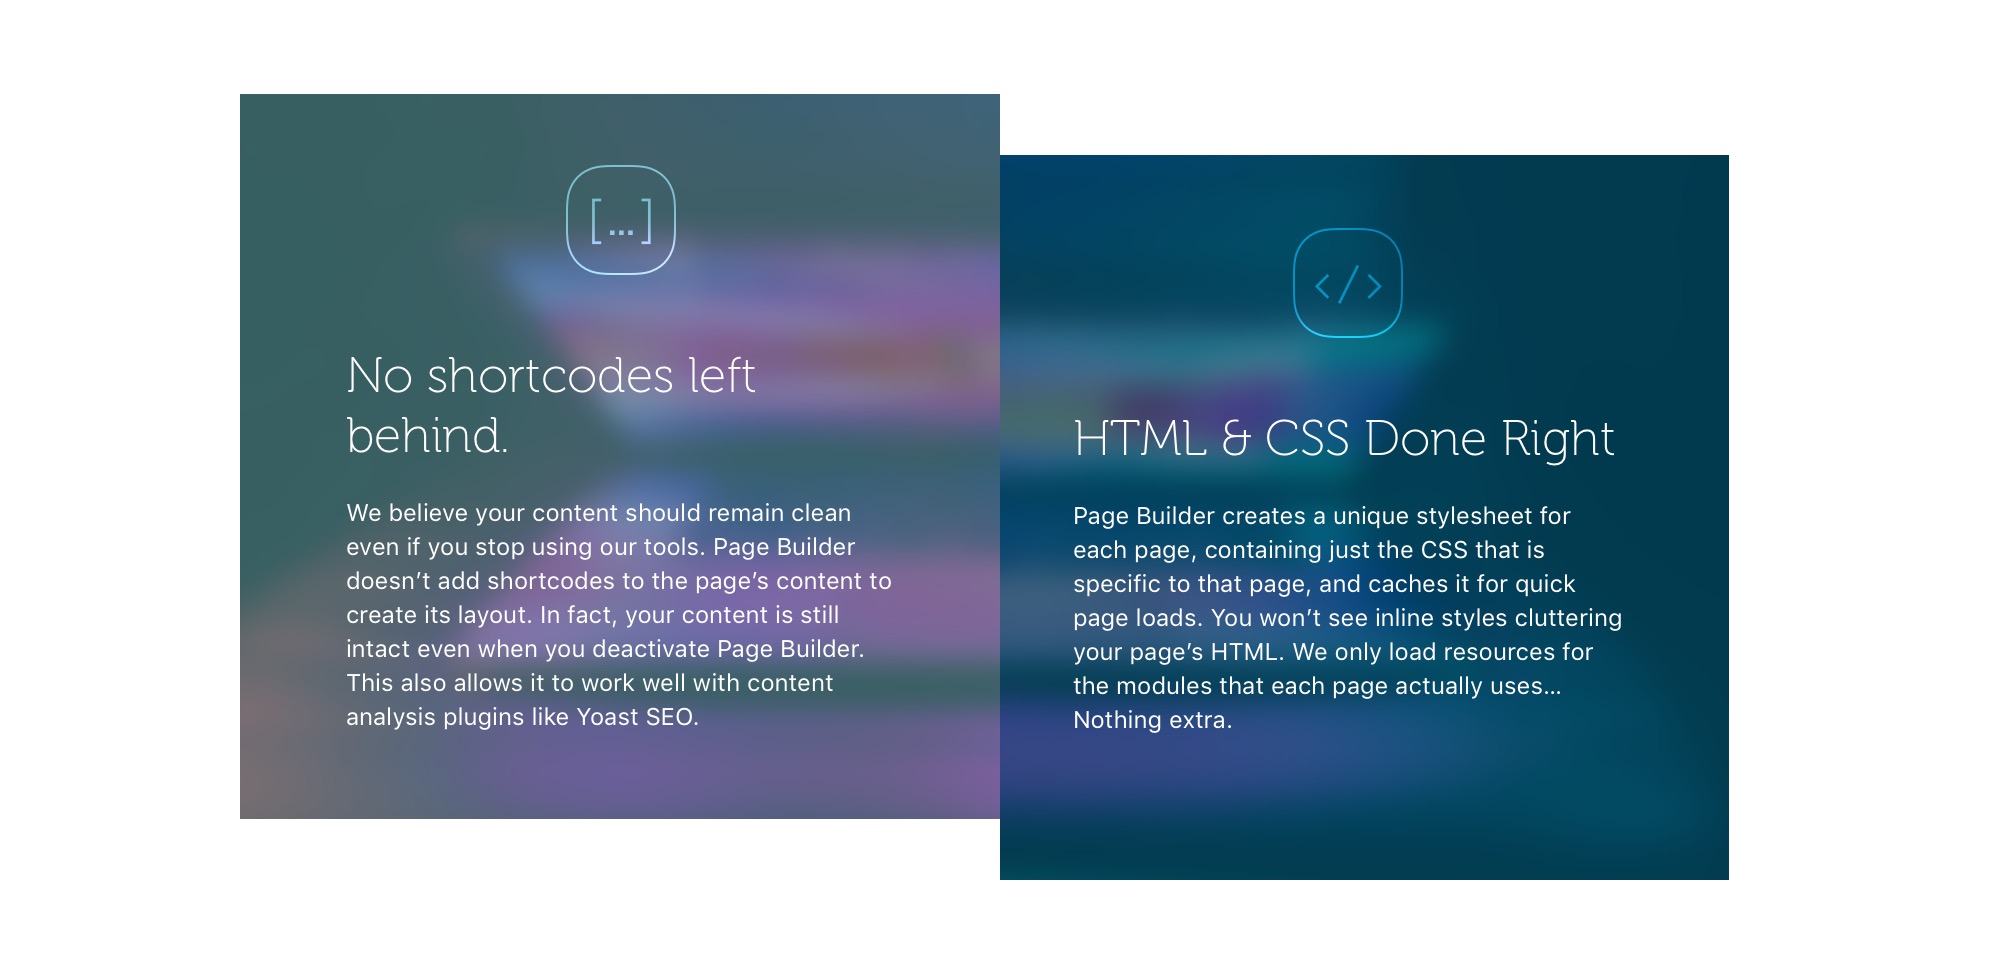 [...]
No shortcodes left
behind.
We believe your content should remain clean
even if you stop using our tools. Page Builder
doesn’t add shortcodes to the page’s content to
create its layout. In fact, your content is still
intact even when you deactivate Page Builder.
This also allows it to work well with content
analysis plugins like Yoast SEO.
</>
HTML & CSS Done Right
Page Builder creates a unique stylesheet for
each page, containing just the CSS that is
specific to that page, and caches it for quick
page loads. You won’t see inline styles cluttering
your page’s HTML. We only load resources for
the modules that each page actually uses...
Nothing extra.